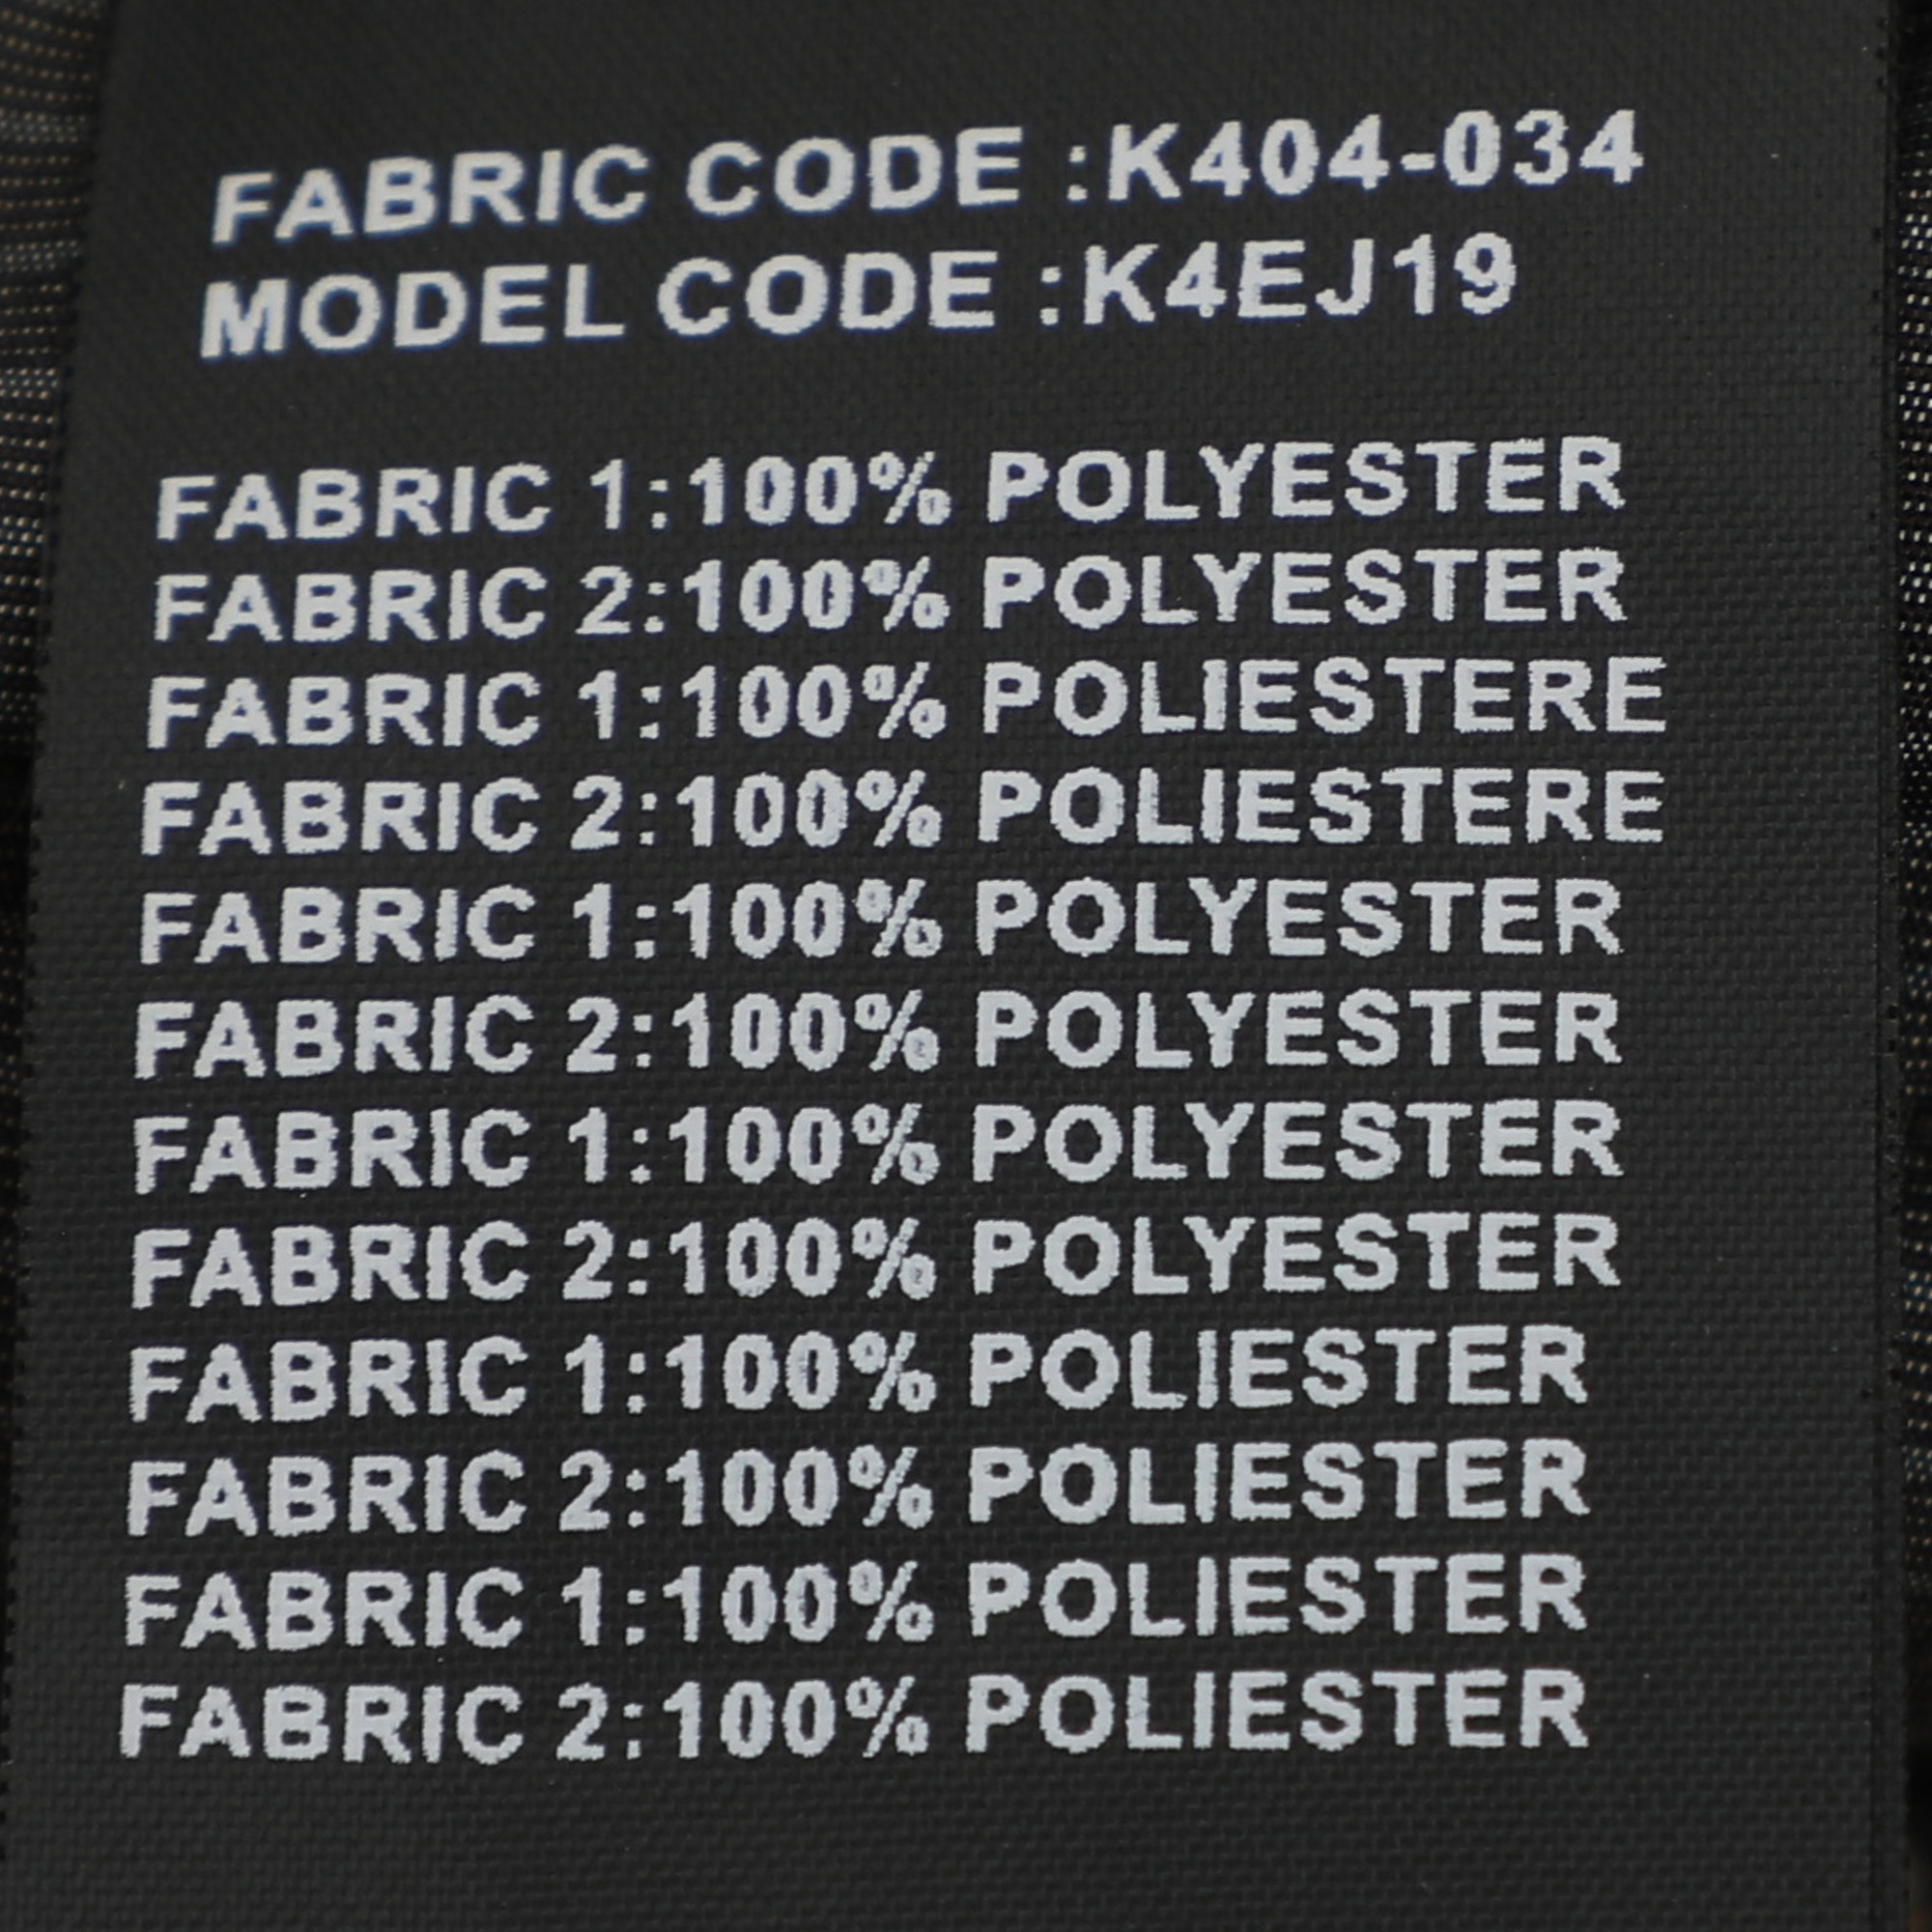 FABRIC CODE :K404-034
MODEL CODE :K4EJ19
FABRIC 1:100% POLYESTER
FABRIC 2:100% POLYESTER
FABRIC 1:100% POLIESTERE
FABRIC 2:100% POLIESTERE
FABRIC 1:100% POLYESTER
FABRIC 2:100% POLYESTER
FABRIC 1:100% POLYESTER
FABRIC 2:100% POLYESTER
FABRIC 1:100% POLIESTER
FABRIC 2:100% POLIESTER
FABRIC 1:100% POLIESTER
FABRIC 2:100% POLIESTER